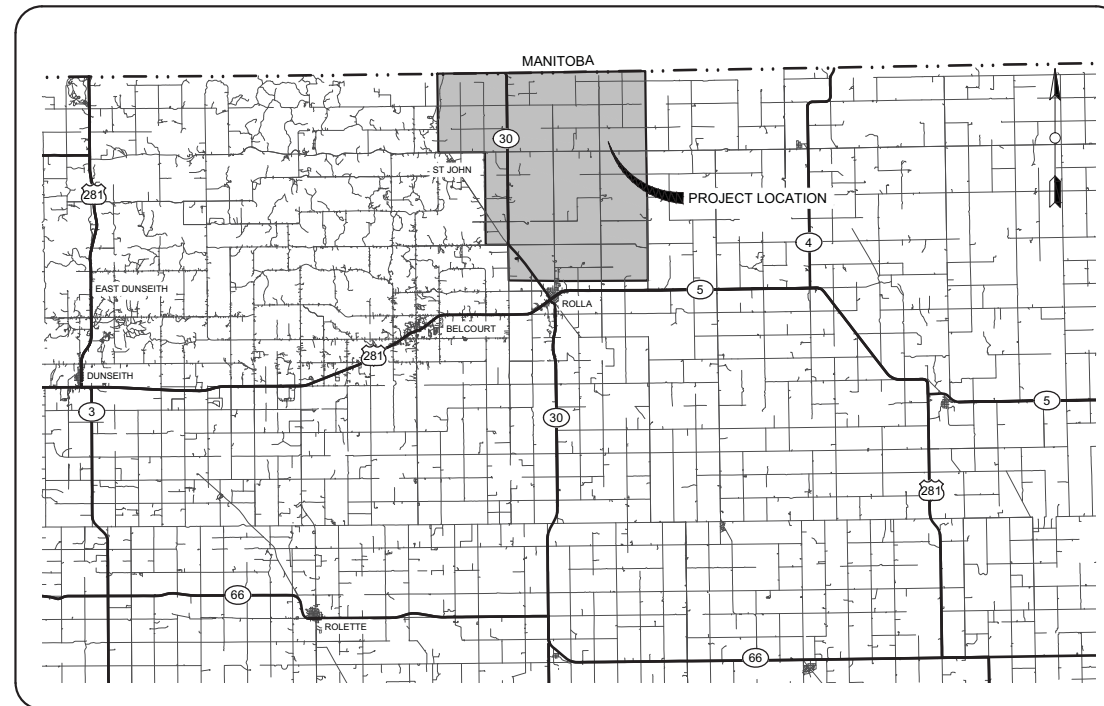 MANITOBA
30
ST JOHN
281
PROJECT LOCATION
4
EAST DUNSEITH
5
ROLLA
BELCOURT
281
DUNSEITH
3
30
5
281
66
ROLETTE
66